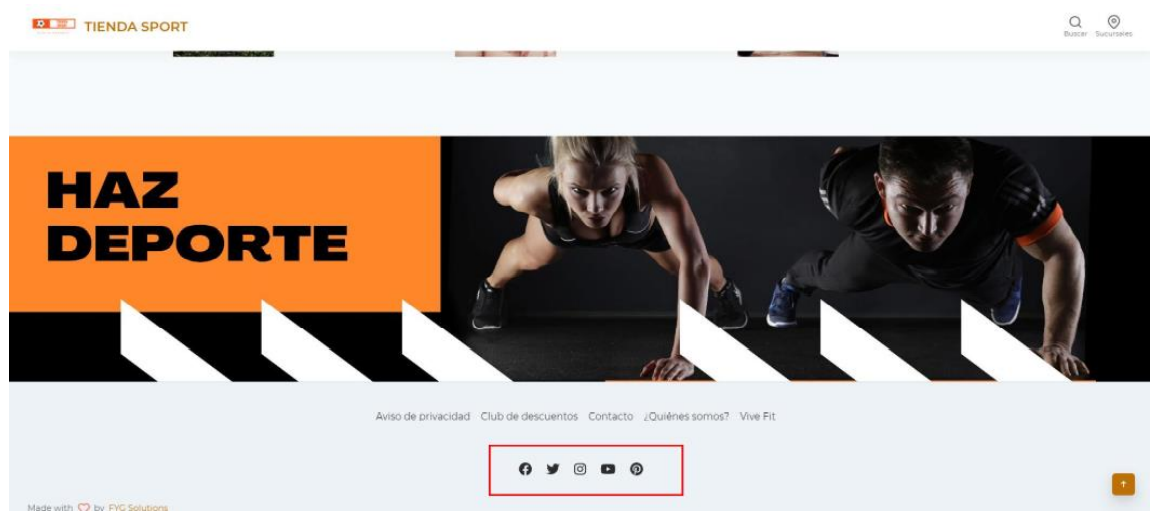 TIENDA SPORT
Buscar Sucursales
HAZ
DEPORTE
Aviso de privacidad Club de descuentos Contacto ¿Quiénes somos? Vive Fit
Made with by FYG Solutions